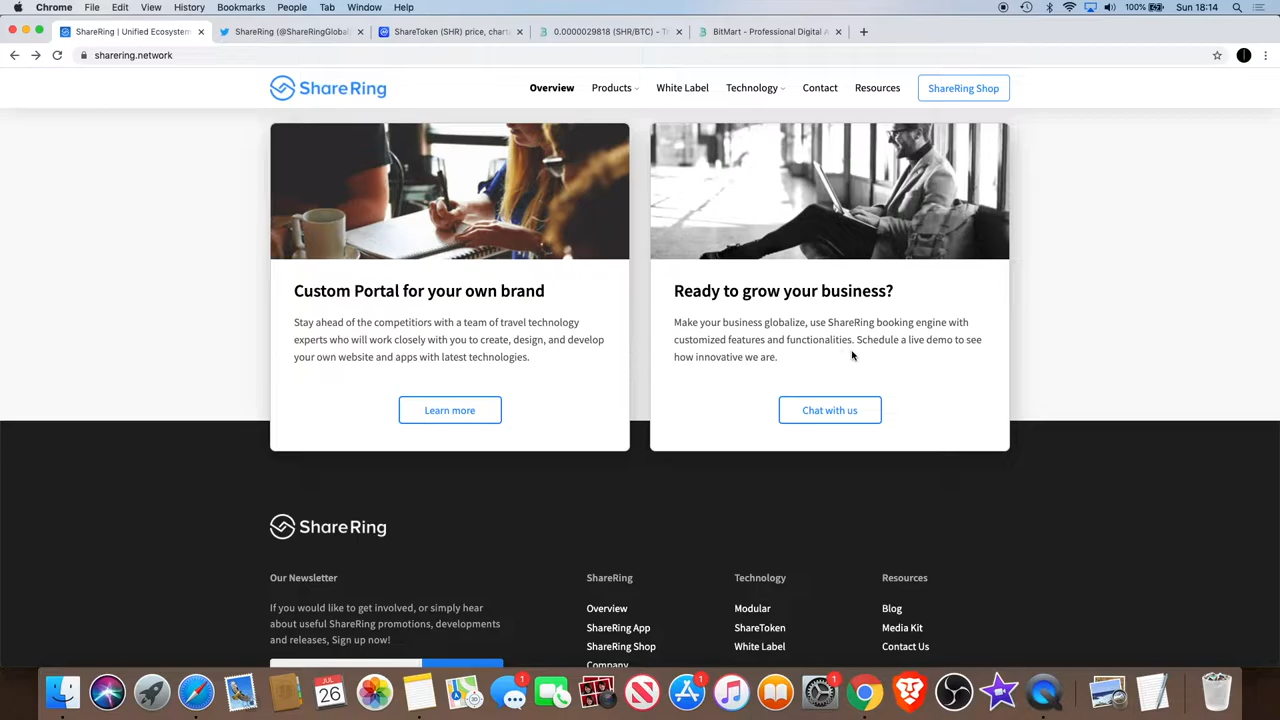 Chrome File Edit View History Bookmarks People Tab Window Help 100% Sun 18:14
ShareRing | Unified Ecosystem ShareRing (@ShareRingGlobal ShareToken (SHR) price, chart 0.0000029818 (SHR/BTC) - T BitMart - Professional Digital A
sharering.network
ShareRing Overview Products White Label Technology Contact Resources ShareRing Shop
Custom Portal for your own brand
Stay ahead of the competitiors with a team of travel technology
experts who will work closely with you to create, design, and develop
your own website and apps with latest technologies.
Learn more
Ready to grow your business?
Make your business globalize, use ShareRing booking engine with
customized features and functionalities. Schedule a live demo to see
how innovative we are.
Chat with us
ShareRing
Our Newsletter
If you would like to get involved, or simply hear
about useful ShareRing promotions, developments
and releases, Sign up now!
ShareRing
Overview
ShareRing App
ShareRing Shop
Company
Technology
Modular
ShareToken
White Label
Resources
Blog
Media Kit
Contact Us
JUL
26
1
1
1